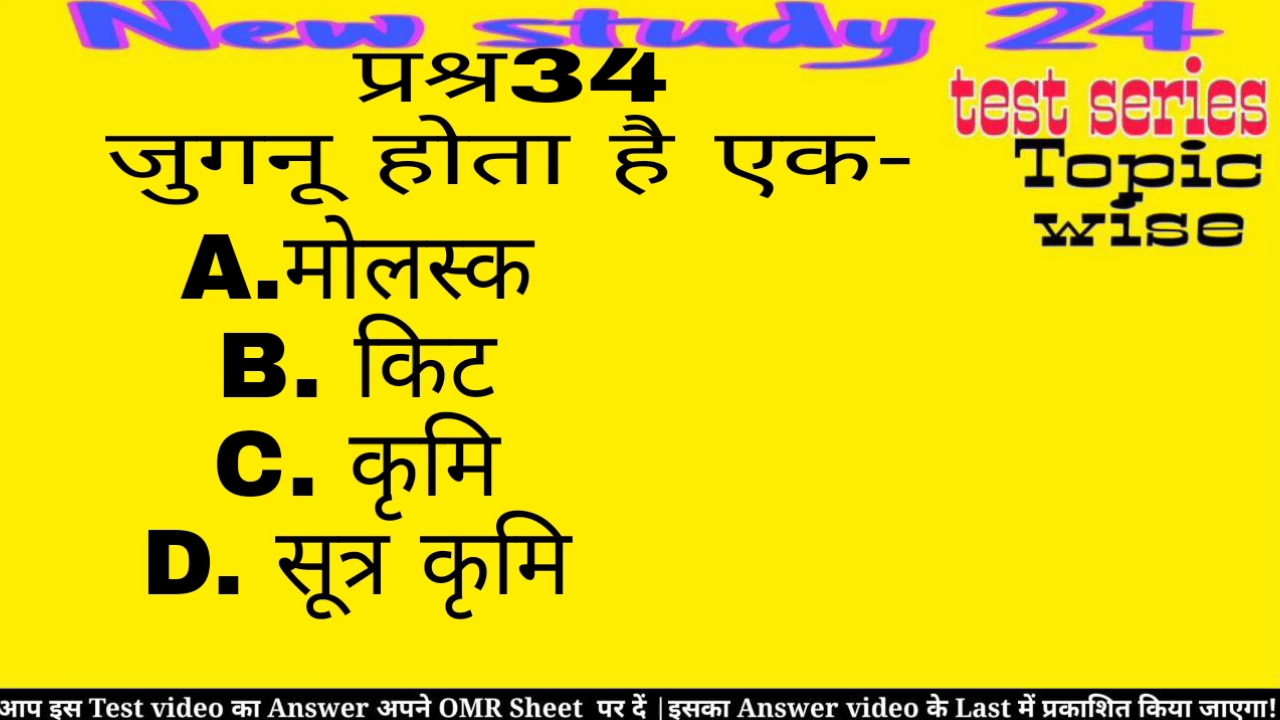 New study 24
प्रश्न34
test series
Topic
wise
जुगनू होता है एक-
A.मोलस्क
B. किट
C. कृमि
D. सूत्र कृमि
आप इस Test video का Answer अपने OMR Sheet पर दें |इसका Answer video के Last में प्रकाशित किया जाएगा!